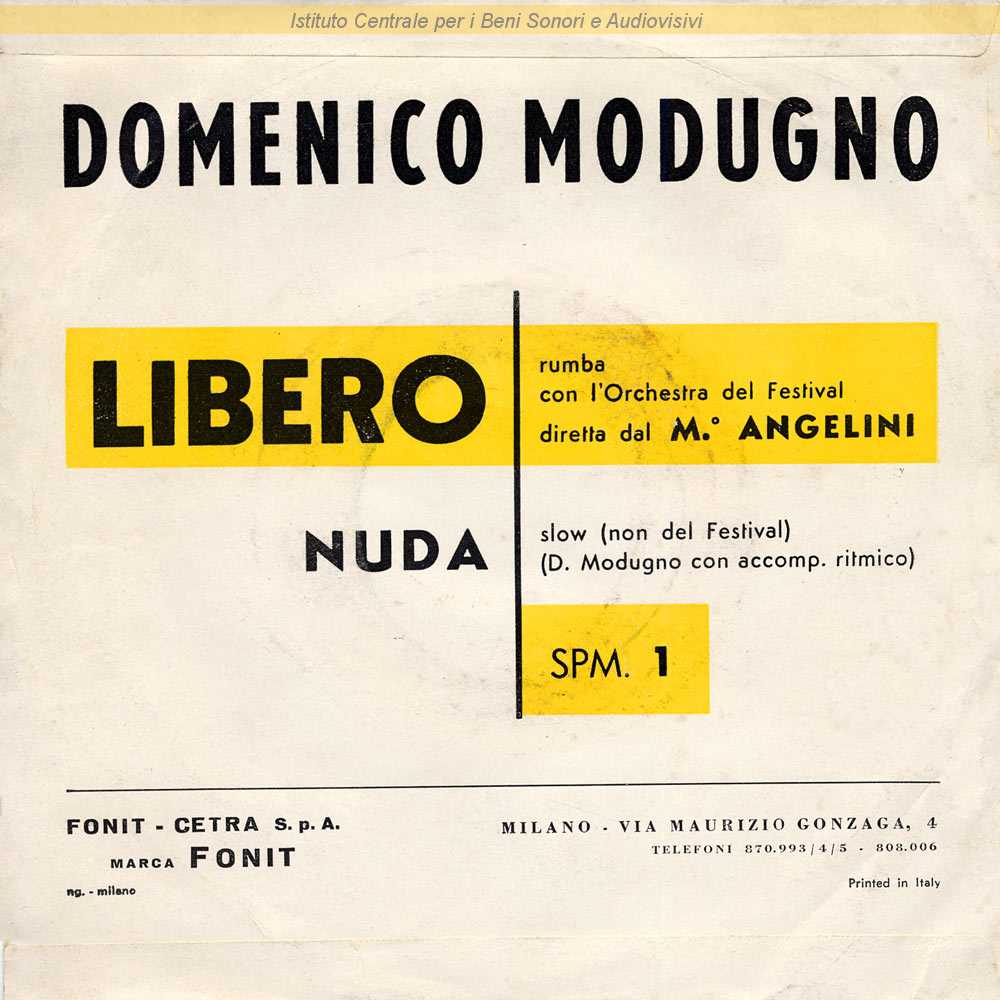 Istituto Centrale per i Beni Sonori e Audiovisivi
DOMENICO MODUGNO
LIBERO
rumba
con l'Orchestra del Festival
diretta dal M.° ANGELINI
NUDA
slow (non del Festival)
(D. Modugno con accomp. ritmico)
SPM. 1
FONIT - CETRA S.p.A.
MARCA FONIT
ng. - milano
MILANO - VIA MAURIZIO GONZAGA, 4
TELEFONI 870.993/4/5 - 808.006
Printed in Italy